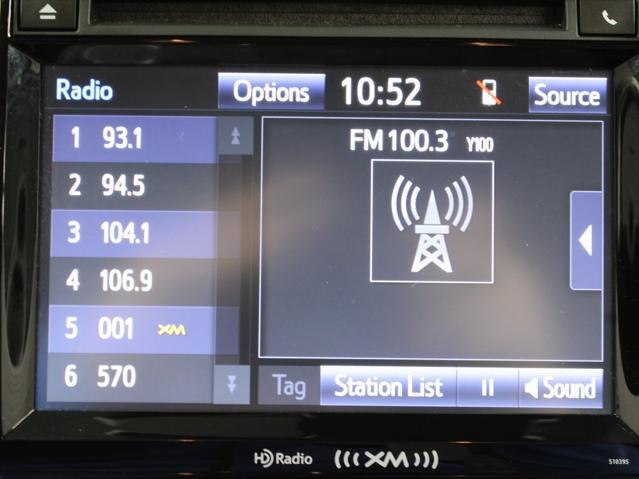 Radio Options 10:52 Source
1 93.1
2 94.5
3 104.1
4 106.9
5 001 XM
6 570
FM 100.3 Y100
Tag Station List Sound
HD Radio XM
510395